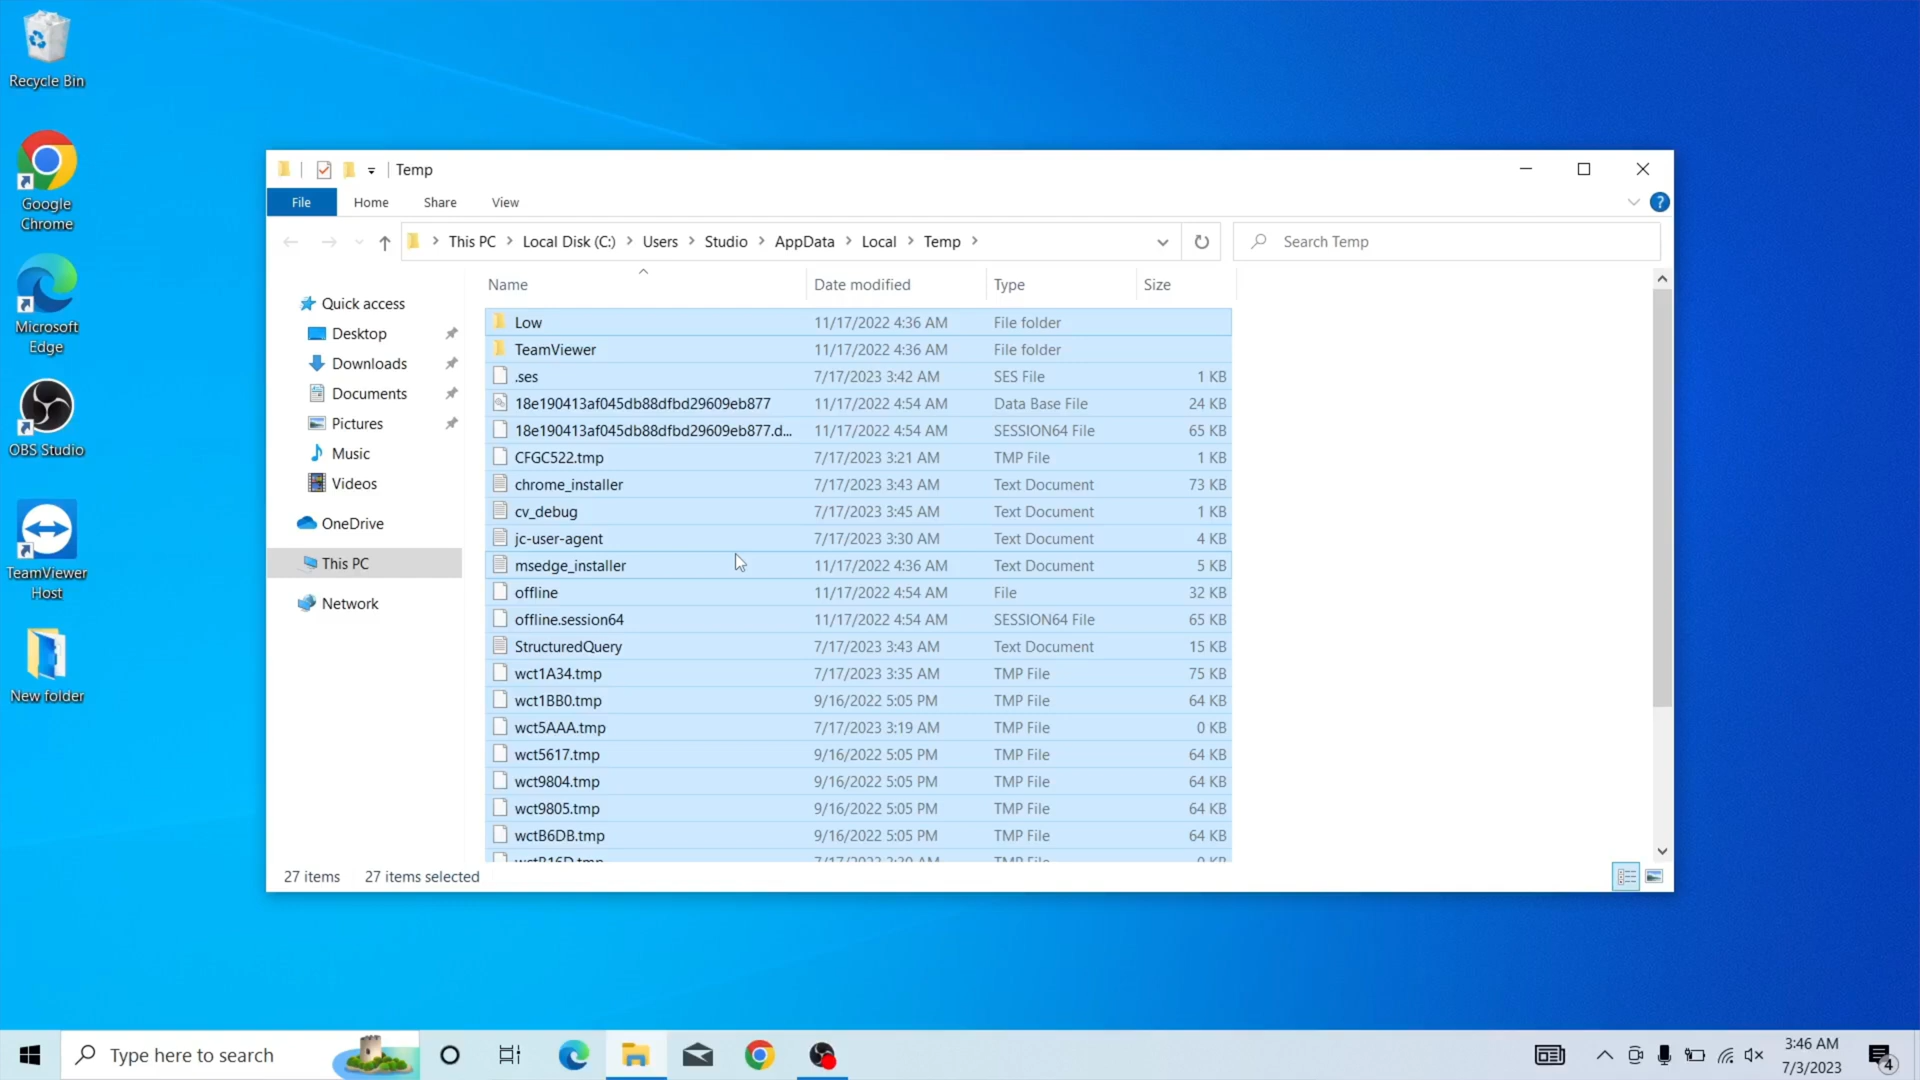 Recycle Bin
Google
Chrome
Microsoft
Edge
OBS Studio
TeamViewer
Host
New folder
Temp
File Home Share View
This PC Local Disk (C:) Users Studio AppData Local Temp
Search Temp
Quick access
Desktop
Downloads
Documents
Pictures
Music
Videos
OneDrive
This PC
Network
Name Date modified Type Size
Low 11/17/2022 4:36 AM File folder
TeamViewer 11/17/2022 4:36 AM File folder
.ses 7/17/2023 3:42 AM SES File 1 KB
18e190413af045db88dfbd29609eb877 11/17/2022 4:54 AM Data Base File 24 KB
18e190413af045db88dfbd29609eb877.d... 11/17/2022 4:54 AM SESSION64 File 65 KB
CFGC522.tmp 7/17/2023 3:21 AM TMP File 1 KB
chrome_installer 7/17/2023 3:43 AM Text Document 73 KB
cv_debug 7/17/2023 3:45 AM Text Document 1 KB
jc-user-agent 7/17/2023 3:30 AM Text Document 4 KB
msedge_installer 11/17/2022 4:36 AM Text Document 5 KB
offline 11/17/2022 4:54 AM File 32 KB
offline.session64 11/17/2022 4:54 AM SESSION64 File 65 KB
StructuredQuery 7/17/2023 3:43 AM Text Document 15 KB
wct1A34.tmp 7/17/2023 3:35 AM TMP File 75 KB
wct1BB0.tmp 9/16/2022 5:05 PM TMP File 64 KB
wct5AAA.tmp 7/17/2023 3:19 AM TMP File 0 KB
wct5617.tmp 9/16/2022 5:05 PM TMP File 64 KB
wct9804.tmp 9/16/2022 5:05 PM TMP File 64 KB
wct9805.tmp 9/16/2022 5:05 PM TMP File 64 KB
wctB6DB.tmp 9/16/2022 5:05 PM TMP File 64 KB
27 items 27 items selected
Type here to search
3:46 AM
7/3/2023
4